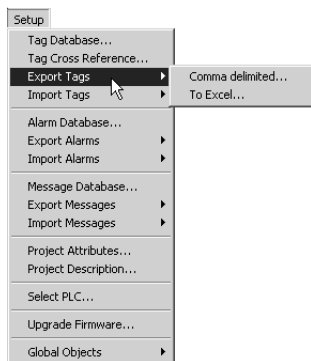 Setup
Tag Database...
Tag Cross Reference...
Export Tags
Comma delimited...
Import Tags
To Excel...
Alarm Database...
Export Alarms
Import Alarms
Message Database...
Export Messages
Import Messages
Project Attributes...
Project Description...
Select PLC...
Upgrade Firmware...
Global Objects